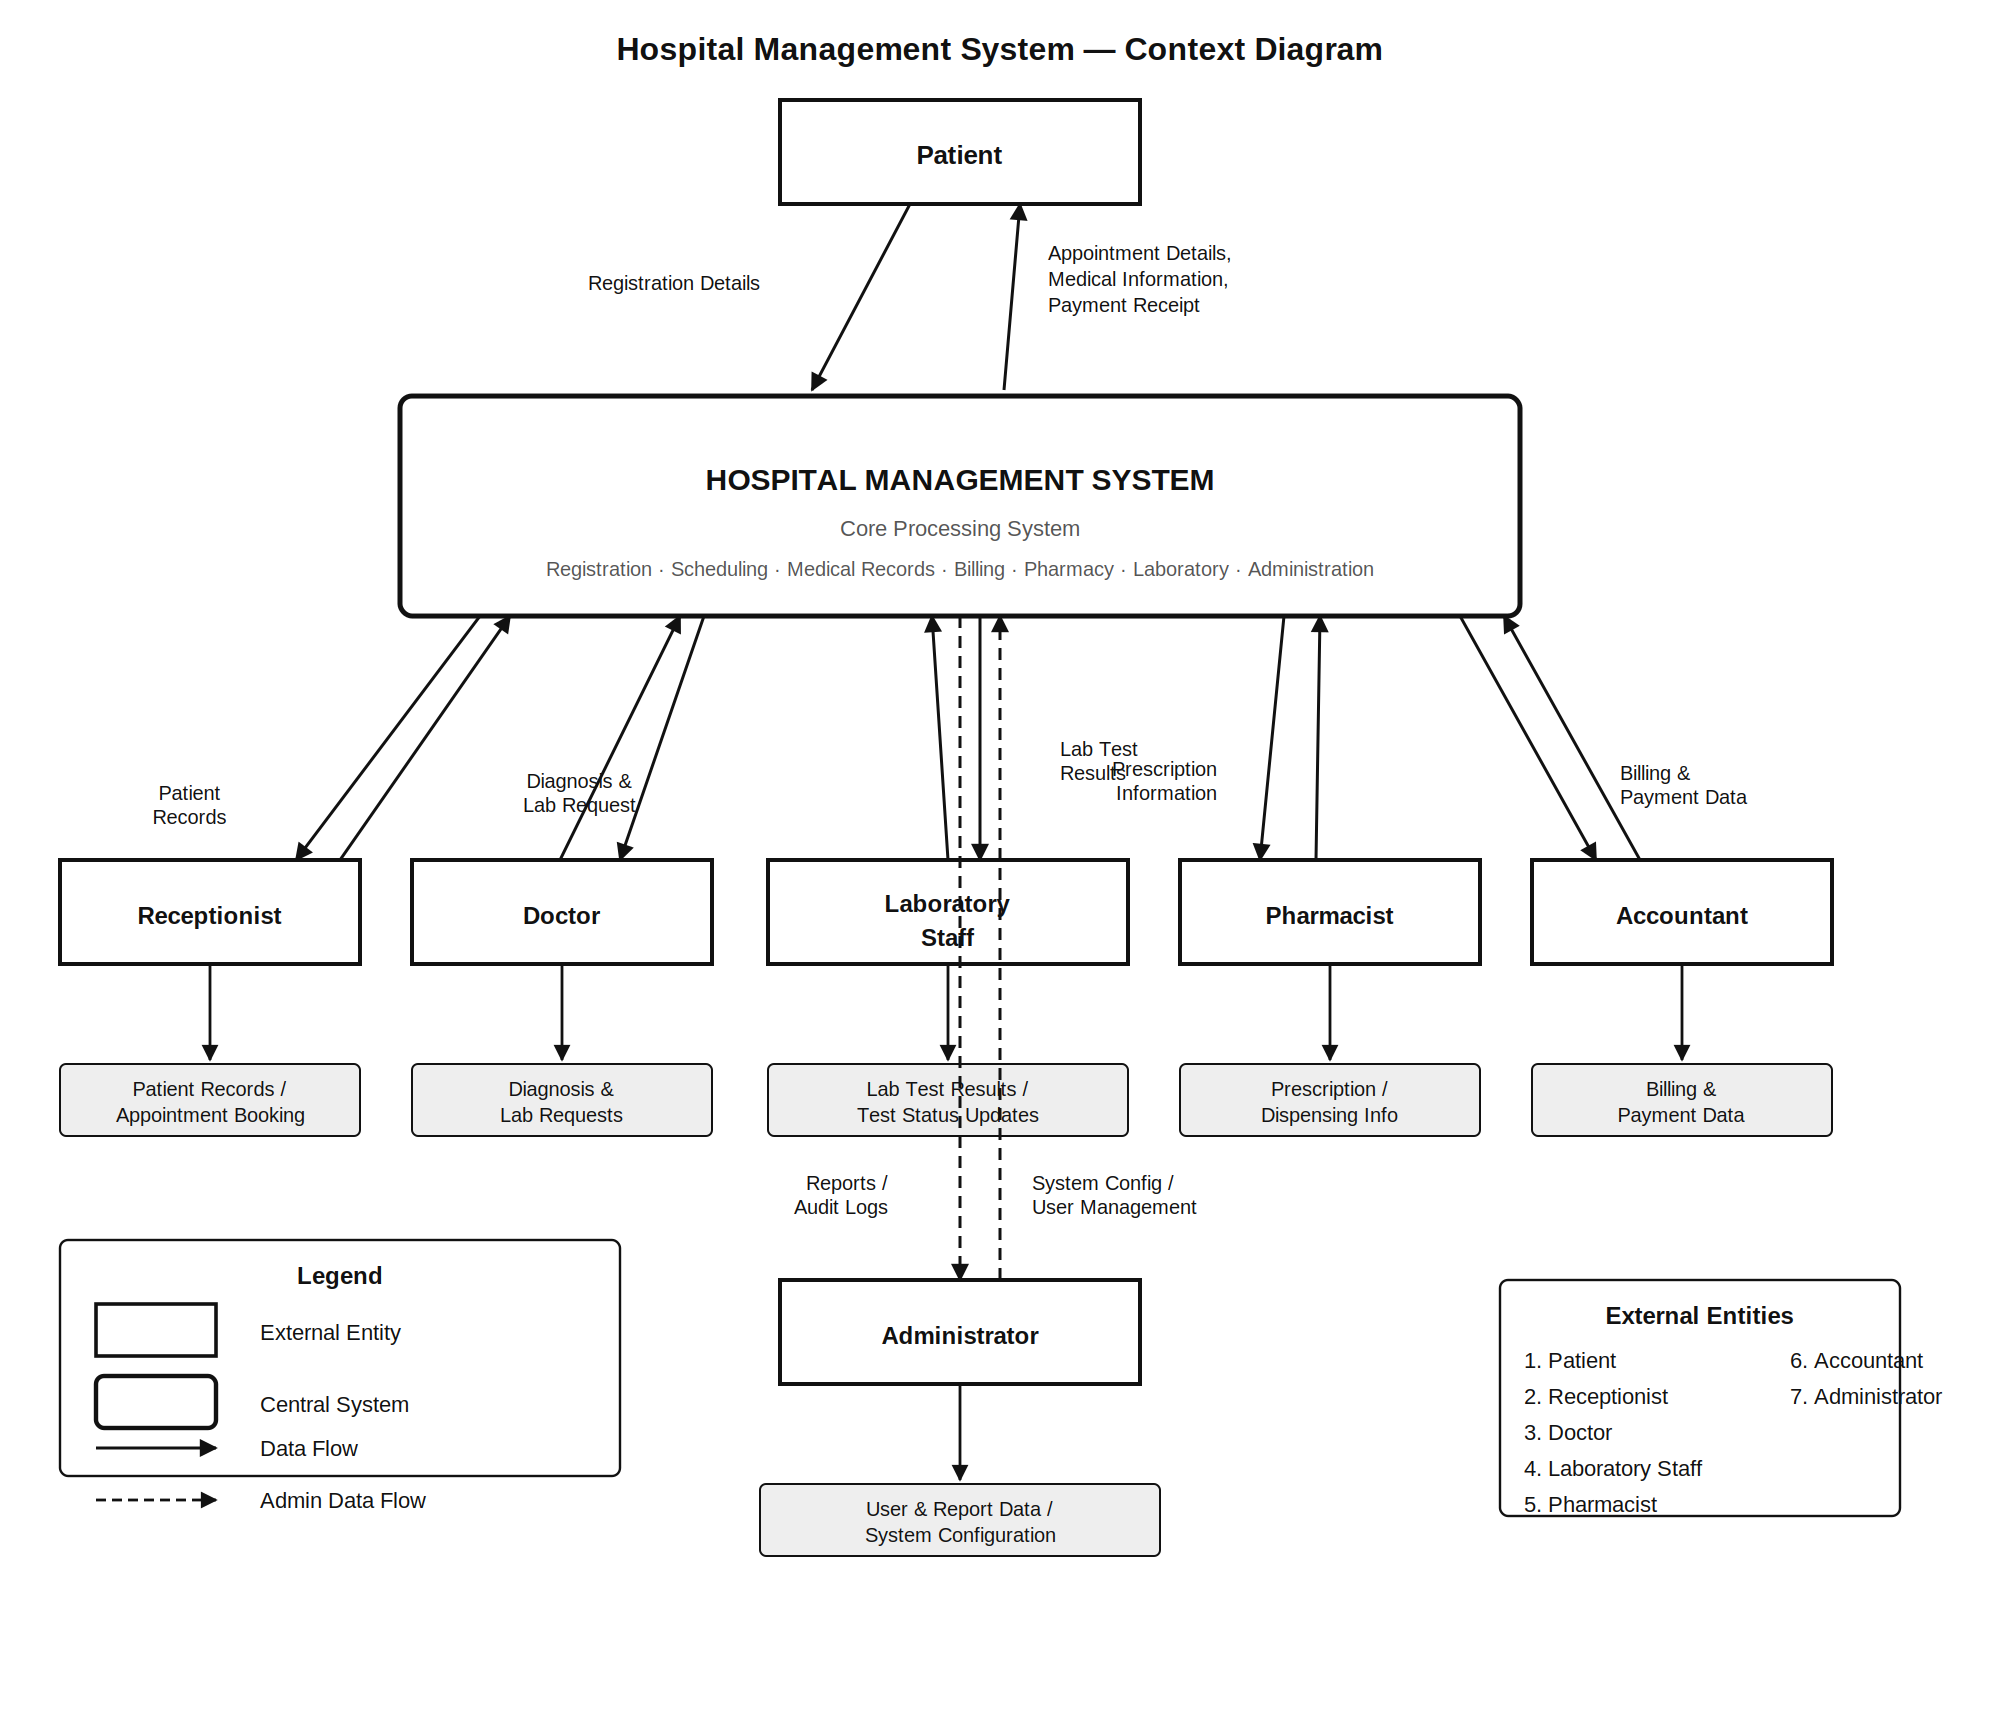 Hospital Management System — Context Diagram
Patient
Registration Details
Appointment Details,
Medical Information,
Payment Receipt
HOSPITAL MANAGEMENT SYSTEM
Core Processing System
Registration · Scheduling · Medical Records · Billing · Pharmacy · Laboratory · Administration
Patient
Records
Diagnosis &
Lab Request
Lab Test
Results
Prescription
Information
Billing &
Payment Data
Receptionist
Doctor
Laboratory
Staff
Pharmacist
Accountant
Patient Records /
Appointment Booking
Diagnosis &
Lab Requests
Lab Test Results /
Test Status Updates
Prescription /
Dispensing Info
Billing &
Payment Data
Reports /
Audit Logs
System Config /
User Management
Legend
External Entity
Central System
Data Flow
Admin Data Flow
Administrator
User & Report Data /
System Configuration
External Entities
1. Patient
2. Receptionist
3. Doctor
4. Laboratory Staff
5. Pharmacist
6. Accountant
7. Administrator